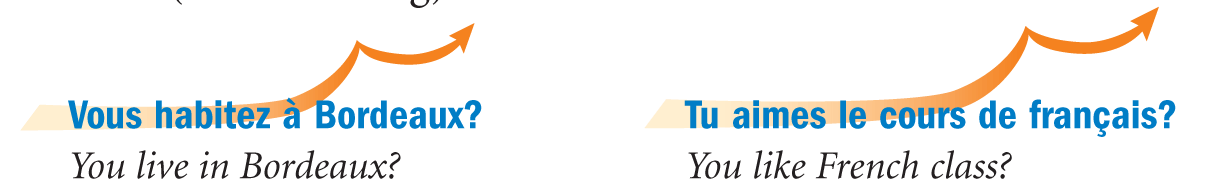 Vous habitez à Bordeaux?
You live in Bordeaux?
Tu aimes le cours de français?
You like French class?